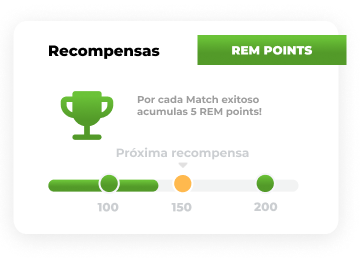 Recompensas
REM POINTS
Por cada Match exitoso
acumulas 5 REM points!
Próxima recompensa
100
150
200